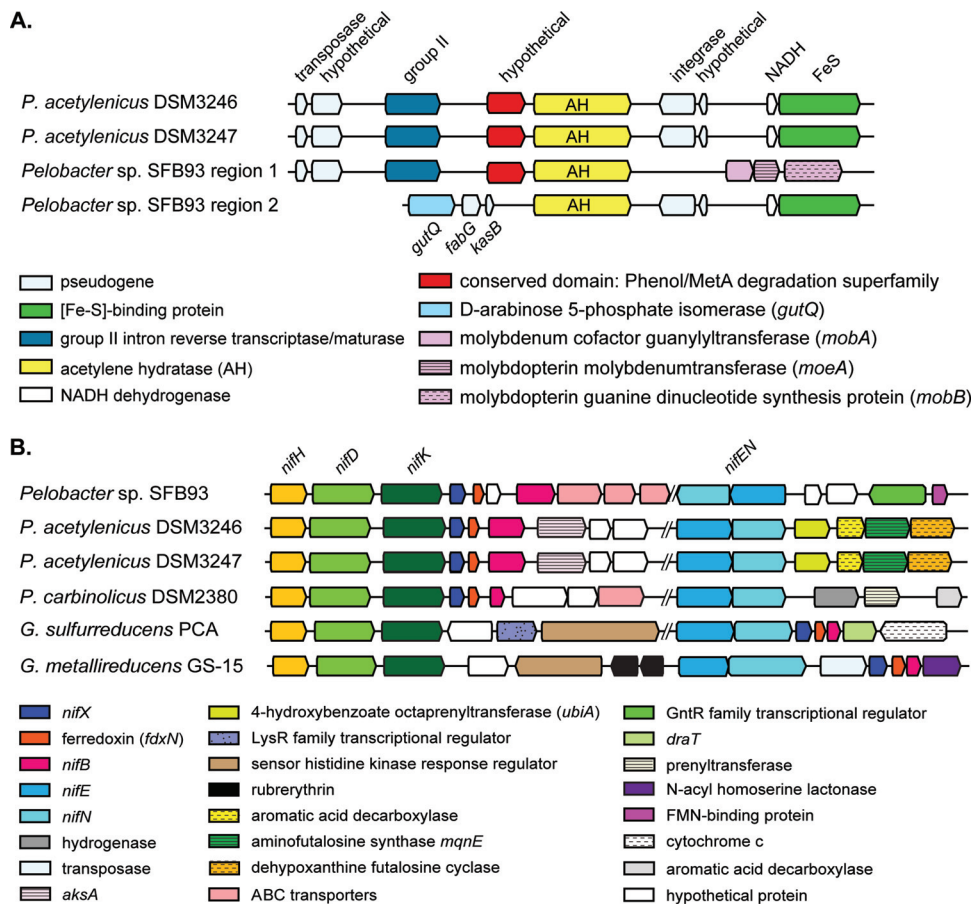 A.
transposase
hypothetical
group II
hypothetical
integrase
hypothetical
NADH
FeS
P. acetylenicus DSM3246
AH
P. acetylenicus DSM3247
AH
Pelobacter sp. SFB93 region 1
AH
Pelobacter sp. SFB93 region 2
AH
gutQ
fabG
kasB
pseudogene
[Fe-S]-binding protein
group II intron reverse transcriptase/maturase
acetylene hydratase (AH)
NADH dehydrogenase
conserved domain: Phenol/MetA degradation superfamily
D-arabinose 5-phosphate isomerase (gutQ)
molybdenum cofactor guanylyltransferase (mobA)
molybdopterin molybdenumtransferase (moeA)
molybdopterin guanine dinucleotide synthesis protein (mobB)
B.
nifH
nifD
nifK
nifEN
Pelobacter sp. SFB93
P. acetylenicus DSM3246
P. acetylenicus DSM3247
P. carbinolicus DSM2380
G. sulfurreducens PCA
G. metallireducens GS-15
nifX
ferredoxin (fdxN)
nifB
nifE
nifN
hydrogenase
transposase
aksA
4-hydroxybenzoate octaprenyltransferase (ubiA)
LysR family transcriptional regulator
sensor histidine kinase response regulator
rubrerythrin
aromatic acid decarboxylase
aminofutalosine synthase mqnE
dehypoxanthine futalosine cyclase
ABC transporters
GntR family transcriptional regulator
draT
prenyltransferase
N-acyl homoserine lactonase
FMN-binding protein
cytochrome c
aromatic acid decarboxylase
hypothetical protein